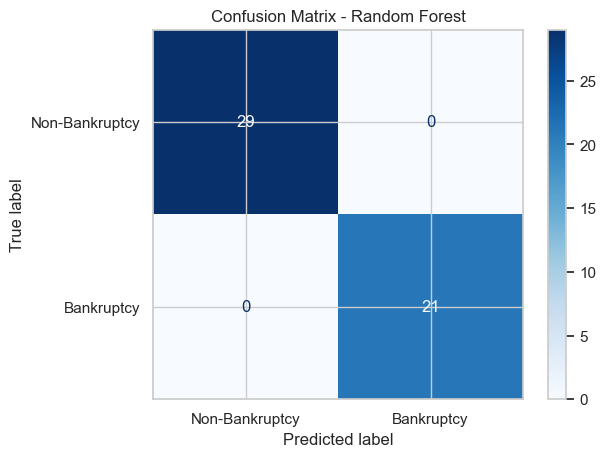 Confusion Matrix - Random Forest
True label
Non-Bankruptcy
29 0
Bankruptcy
0 21
Non-Bankruptcy Bankruptcy
Predicted label
25
20
15
10
5
0